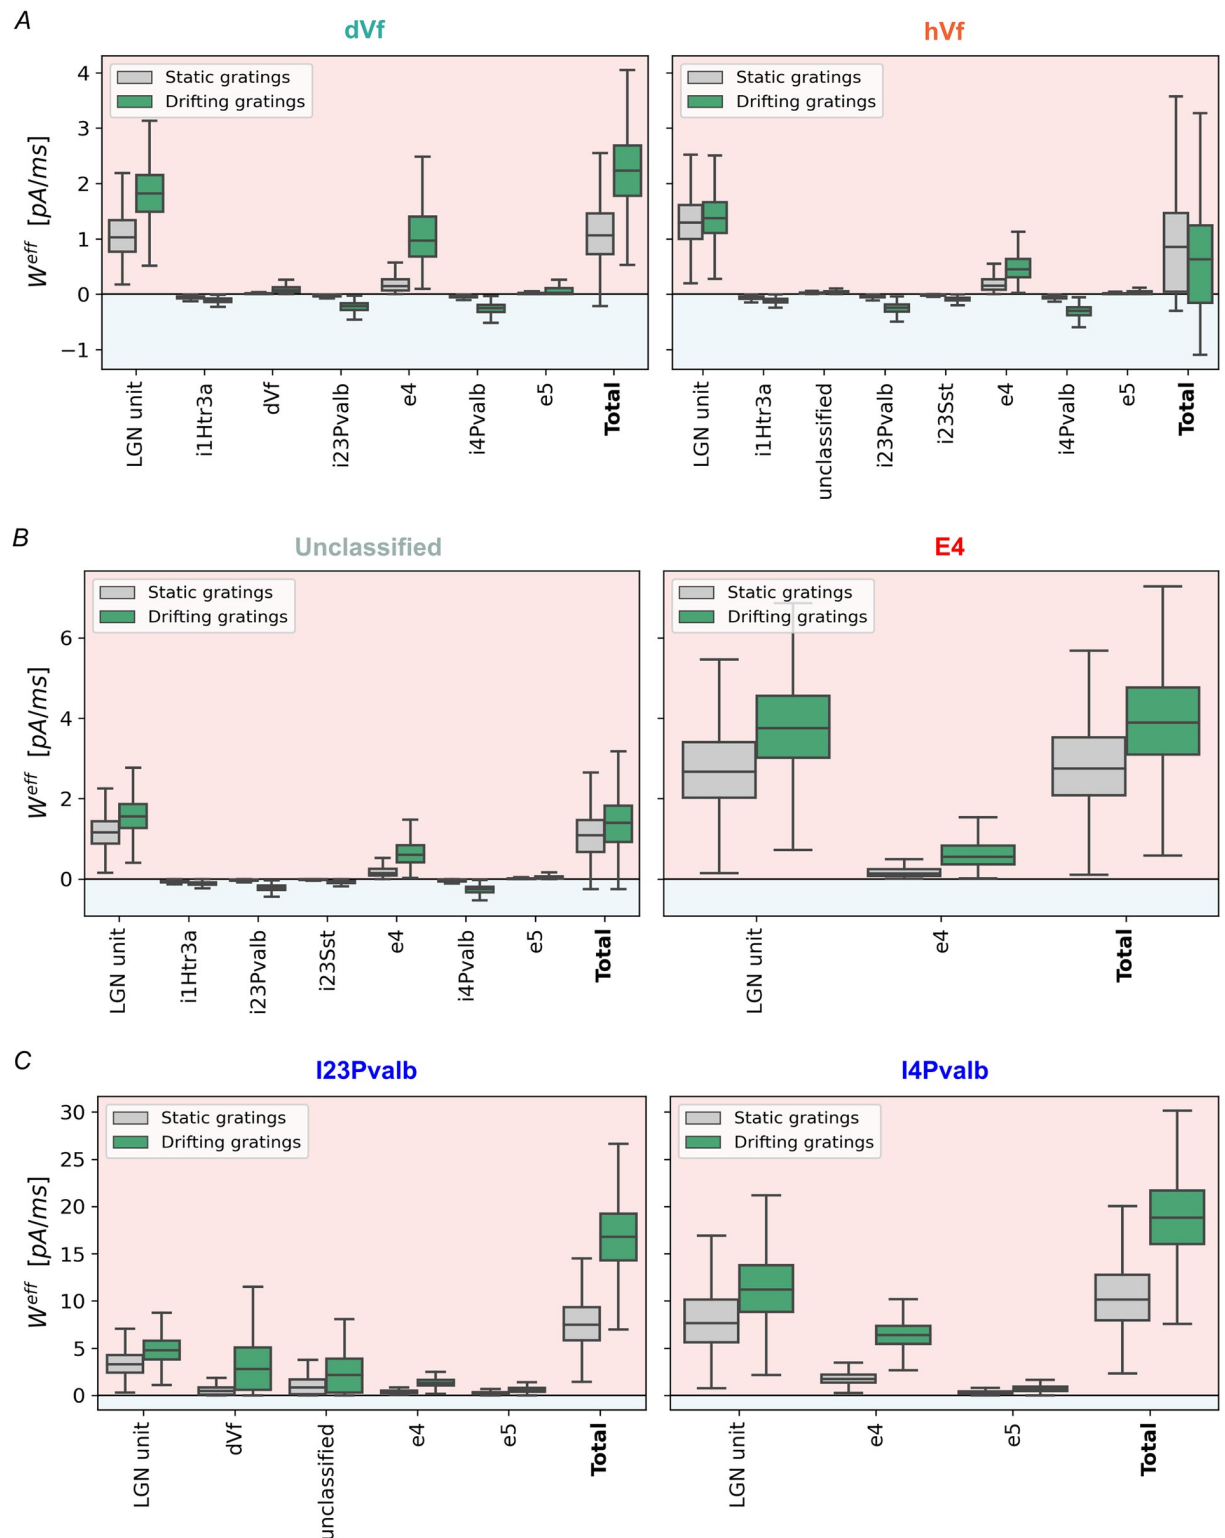 A
dVf
hVf
Static gratings
Drifting gratings
Static gratings
Drifting gratings
W^eff [pA/ms]
4
3
2
1
0
−1
LGN unit
i1Htr3a
dVf
i23Pvalb
e4
i4Pvalb
e5
Total
LGN unit
i1Htr3a
unclassified
i23Pvalb
i23Sst
e4
i4Pvalb
e5
Total
B
Unclassified
E4
Static gratings
Drifting gratings
Static gratings
Drifting gratings
W^eff [pA/ms]
6
4
2
0
LGN unit
i1Htr3a
i23Pvalb
i23Sst
e4
i4Pvalb
e5
Total
LGN unit
e4
Total
C
I23Pvalb
I4Pvalb
Static gratings
Drifting gratings
Static gratings
Drifting gratings
W^eff [pA/ms]
30
25
20
15
10
5
0
LGN unit
dVf
unclassified
e4
e5
Total
LGN unit
e4
e5
Total